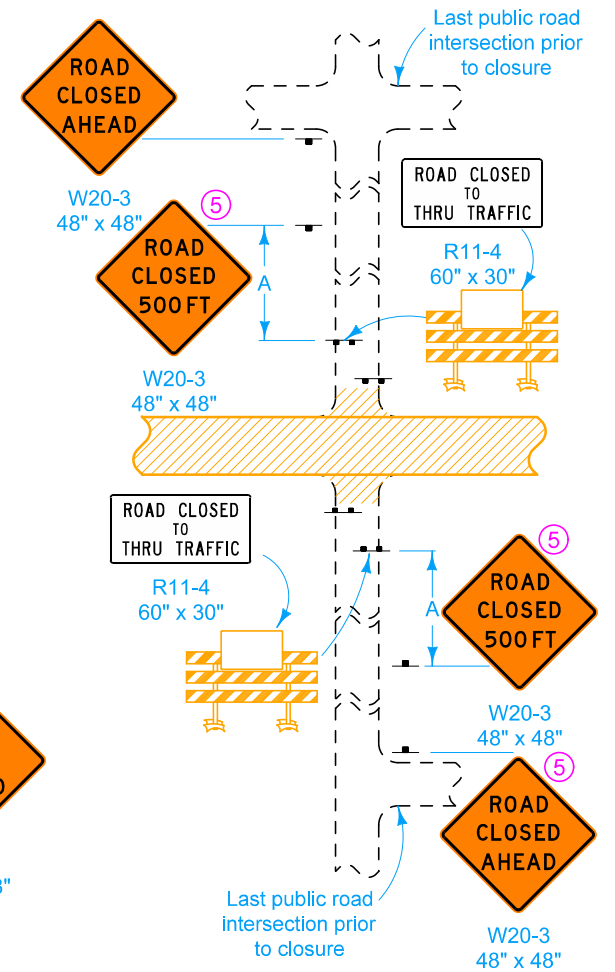 Last public road
intersection prior
to closure
ROAD
CLOSED
AHEAD
W20-3
48" x 48"
5
ROAD
CLOSED
500 FT
A
W20-3
48" x 48"
ROAD CLOSED
TO
THRU TRAFFIC
R11-4
60" x 30"
ROAD CLOSED
TO
THRU TRAFFIC
R11-4
60" x 30"
5
ROAD
CLOSED
500 FT
A
W20-3
48" x 48"
5
ROAD
CLOSED
AHEAD
W20-3
48" x 48"
Last public road
intersection prior
to closure